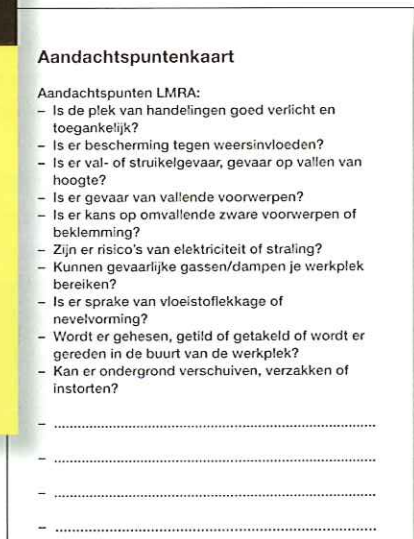 Aandachtspuntenkaart
Aandachtspunten LMRA:
– Is de plek van handelingen goed verlicht en
toegankelijk?
– Is er bescherming tegen weersinvloeden?
– Is er val- of struikelgevaar, gevaar op vallen van
hoogte?
– Is er gevaar van vallende voorwerpen?
– Is er kans op omvallende zware voorwerpen of
beklemming?
– Zijn er risico's van elektriciteit of straling?
– Kunnen gevaarlijke gassen/dampen je werkplek
bereiken?
– Is er sprake van vloeistoflekkage of
nevelvorming?
– Wordt er gehesen, getild of getakeld of wordt er
gereden in de buurt van de werkplek?
– Kan er ondergrond verschuiven, verzakken of
instorten?
– ................................................................................
– ................................................................................
– ................................................................................
– ................................................................................